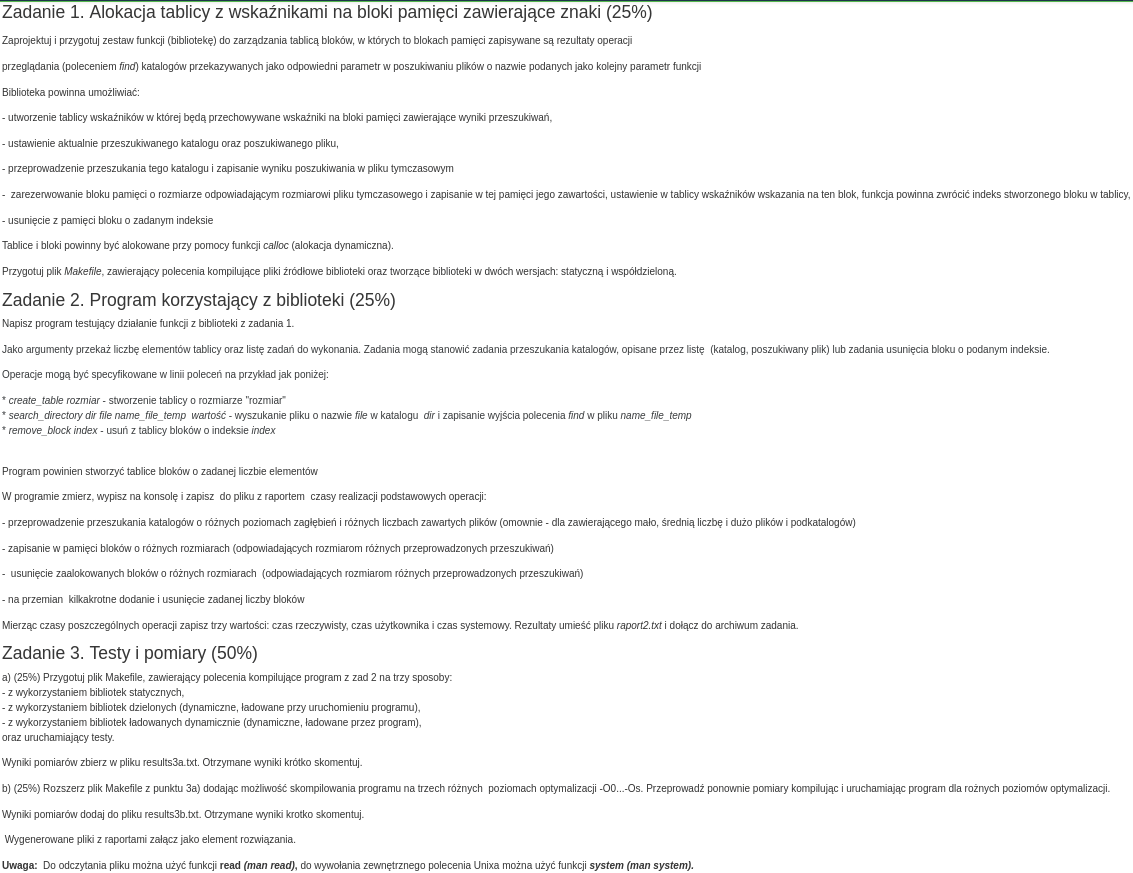 Zadanie 1. Alokacja tablicy z wskaźnikami na bloki pamięci zawierające znaki (25%)
Zaprojektuj i przygotuj zestaw funkcji (bibliotekę) do zarządzania tablicą bloków, w których to blokach pamięci zapisywane są rezultaty operacji
przeglądania (poleceniem find) katalogów przekazywanych jako odpowiedni parametr w poszukiwaniu plików o nazwie podanych jako kolejny parametr funkcji
Biblioteka powinna umożliwiać:
- utworzenie tablicy wskaźników w której będą przechowywane wskaźniki na bloki pamięci zawierające wyniki przeszukiwań,
- ustawienie aktualnie przeszukiwanego katalogu oraz poszukiwanego pliku,
- przeprowadzenie przeszukania tego katalogu i zapisanie wyniku poszukiwania w pliku tymczasowym
- zarezerwowanie bloku pamięci o rozmiarze odpowiadającym rozmiarowi pliku tymczasowego i zapisanie w tej pamięci jego zawartości, ustawienie w tablicy wskaźników wskazania na ten blok, funkcja powinna zwrócić indeks stworzonego bloku w tablicy,
- usunięcie z pamięci bloku o zadanym indeksie
Tablice i bloki powinny być alokowane przy pomocy funkcji calloc (alokacja dynamiczna).
Przygotuj plik Makefile, zawierający polecenia kompilujące pliki źródłowe biblioteki oraz tworzące biblioteki w dwóch wersjach: statyczną i współdzieloną.
Zadanie 2. Program korzystający z biblioteki (25%)
Napisz program testujący działanie funkcji z biblioteki z zadania 1.
Jako argumenty przekaż liczbę elementów tablicy oraz listę zadań do wykonania. Zadania mogą stanowić zadania przeszukania katalogów, opisane przez listę (katalog, poszukiwany plik) lub zadania usunięcia bloku o podanym indeksie.
Operacje mogą być specyfikowane w linii poleceń na przykład jak poniżej:
* create_table rozmiar - stworzenie tablicy o rozmiarze "rozmiar"
* search_directory dir file name_file_temp wartość - wyszukanie pliku o nazwie file w katalogu dir i zapisanie wyjścia polecenia find w pliku name_file_temp
* remove_block index - usuń z tablicy bloków o indeksie index
Program powinien stworzyć tablice bloków o zadanej liczbie elementów
W programie zmierz, wypisz na konsolę i zapisz do pliku z raportem czasy realizacji podstawowych operacji:
- przeprowadzenie przeszukania katalogów o różnych poziomach zagłębień i różnych liczbach zawartych plików (omownie - dla zawierającego mało, średnią liczbę i dużo plików i podkatalogów)
- zapisanie w pamięci bloków o różnych rozmiarach (odpowiadających rozmiarom różnych przeprowadzonych przeszukiwań)
- usunięcie zaalokowanych bloków o różnych rozmiarach (odpowiadających rozmiarom różnych przeprowadzonych przeszukiwań)
- na przemian kilkakrotne dodanie i usunięcie zadanej liczby bloków
Mierząc czasy poszczególnych operacji zapisz trzy wartości: czas rzeczywisty, czas użytkownika i czas systemowy. Rezultaty umieść pliku raport2.txt i dołącz do archiwum zadania.
Zadanie 3. Testy i pomiary (50%)
a) (25%) Przygotuj plik Makefile, zawierający polecenia kompilujące program z zad 2 na trzy sposoby:
- z wykorzystaniem bibliotek statycznych,
- z wykorzystaniem bibliotek dzielonych (dynamiczne, ładowane przy uruchomieniu programu),
- z wykorzystaniem bibliotek ładowanych dynamicznie (dynamiczne, ładowane przez program),
oraz uruchamiający testy.
Wyniki pomiarów zbierz w pliku results3a.txt. Otrzymane wyniki krótko skomentuj.
b) (25%) Rozszerz plik Makefile z punktu 3a) dodając możliwość skompilowania programu na trzech różnych poziomach optymalizacji -O0...-Os. Przeprowadź ponownie pomiary kompilując i uruchamiając program dla rożnych poziomów optymalizacji.
Wyniki pomiarów dodaj do pliku results3b.txt. Otrzymane wyniki krotko skomentuj.
Wygenerowane pliki z raportami załącz jako element rozwiązania.
Uwaga: Do odczytania pliku można użyć funkcji read (man read), do wywołania zewnętrznego polecenia Unixa można użyć funkcji system (man system).